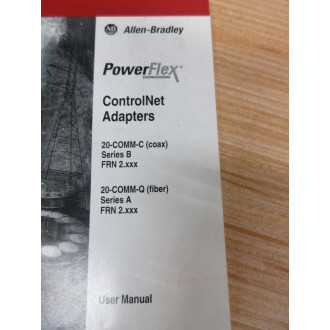 AB Allen-Bradley
PowerFlex
ControlNet
Adapters
20-COMM-C (coax)
Series B
FRN 2.xxx
20-COMM-Q (fiber)
Series A
FRN 2.xxx
User Manual